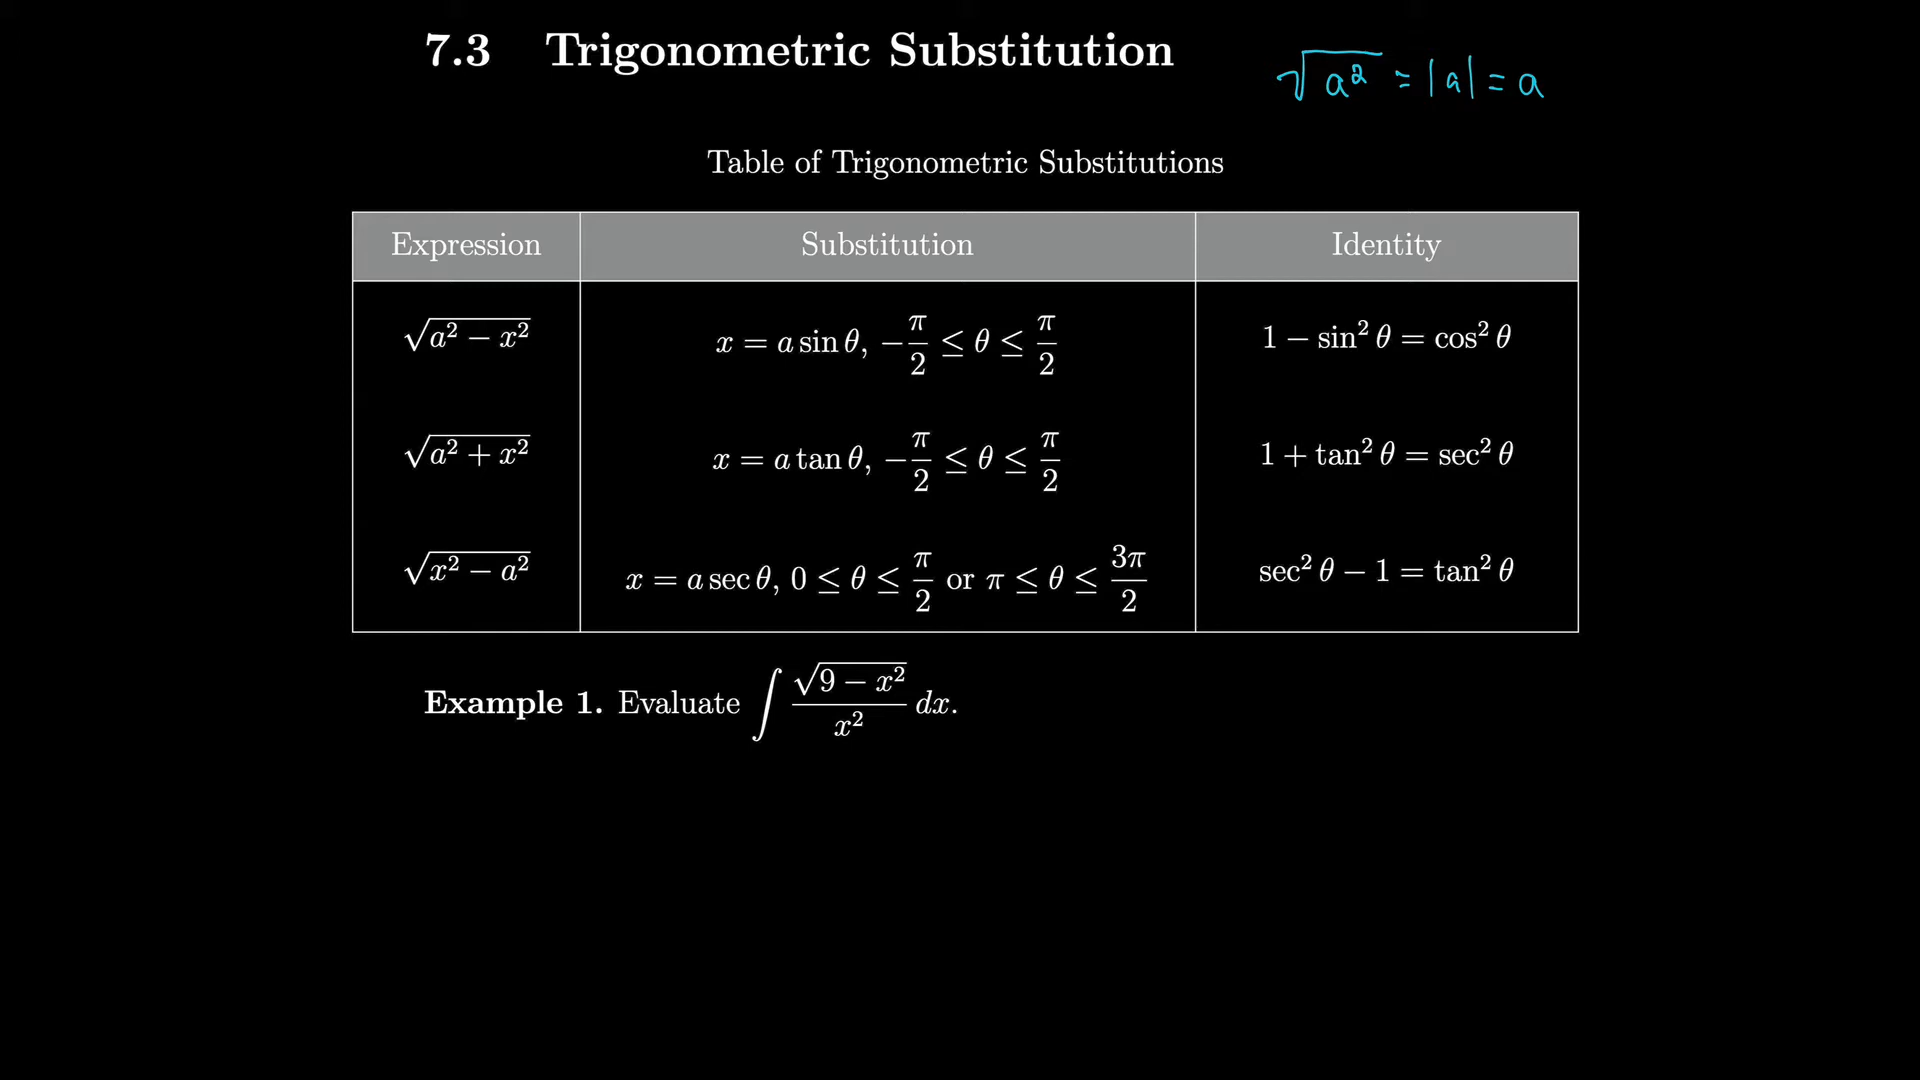 7.3 Trigonometric Substitution
√a² = |a| = a
Table of Trigonometric Substitutions
Expression Substitution Identity
√(a² − x²) x = a sin θ, −π/2 ≤ θ ≤ π/2 1 − sin² θ = cos² θ
√(a² + x²) x = a tan θ, −π/2 ≤ θ ≤ π/2 1 + tan² θ = sec² θ
√(x² − a²) x = a sec θ, 0 ≤ θ ≤ π/2 or π ≤ θ ≤ 3π/2 sec² θ − 1 = tan² θ
Example 1. Evaluate ∫ √(9 − x²)/x² dx.